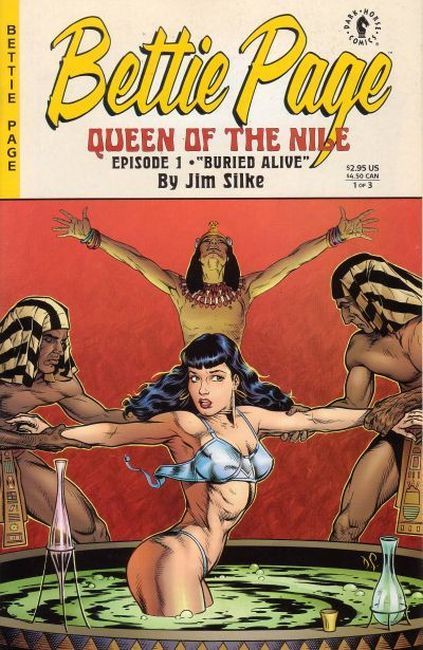 BETTIE PAGE
Bettie Page
DARK HORSE COMICS
QUEEN OF THE NILE
EPISODE 1 • "BURIED ALIVE"
By Jim Silke
$2.95 US
$4.50 CAN
1 OF 3
DS